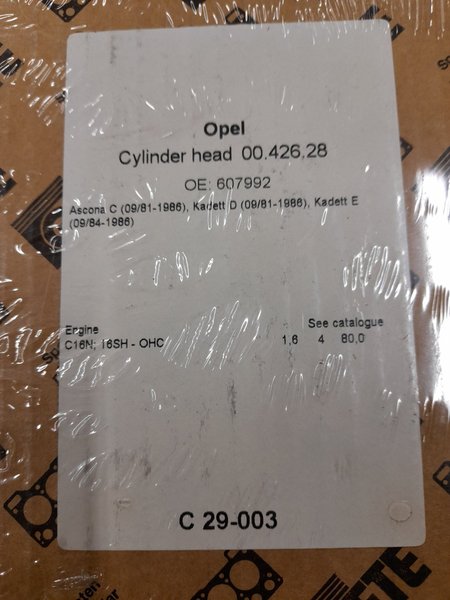 Opel
Cylinder head 00.426.28
OE: 607992
Ascona C (09/81-1986), Kadett D (09/81-1986), Kadett E
(09/84-1986)
Engine See catalogue
C16N; 16SH - OHC 1,6 4 80,0
C 29-003